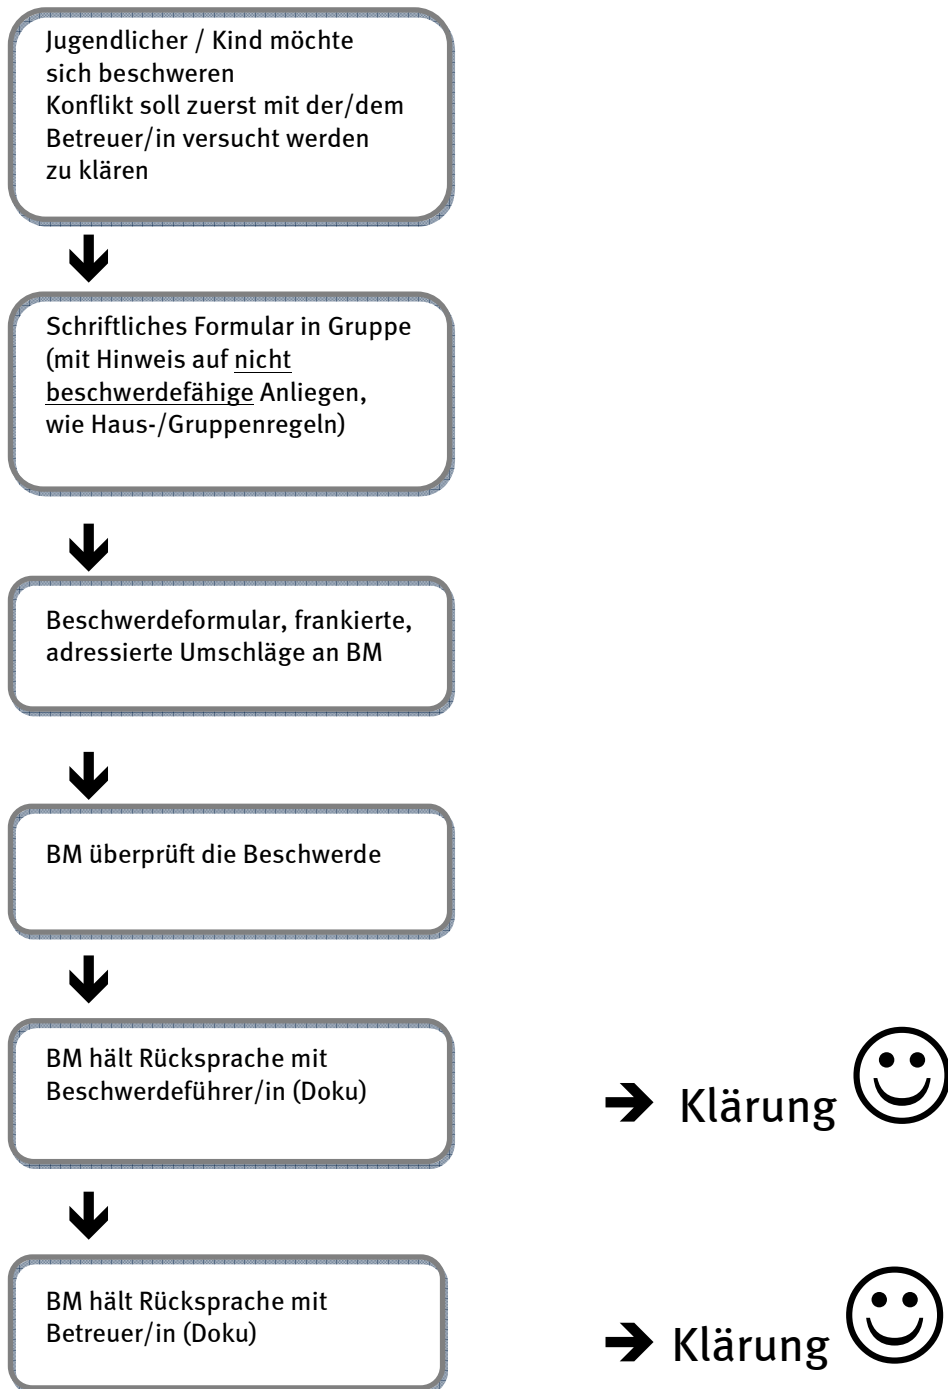 Jugendlicher / Kind möchte
sich beschweren
Konflikt soll zuerst mit der/dem
Betreuer/in versucht werden
zu klären
Schriftliches Formular in Gruppe
(mit Hinweis auf nicht
beschwerdefähige Anliegen,
wie Haus-/Gruppenregeln)
Beschwerdeformular, frankierte,
adressierte Umschläge an BM
BM überprüft die Beschwerde
BM hält Rücksprache mit
Beschwerdeführer/in (Doku)
Klärung
BM hält Rücksprache mit
Betreuer/in (Doku)
Klärung